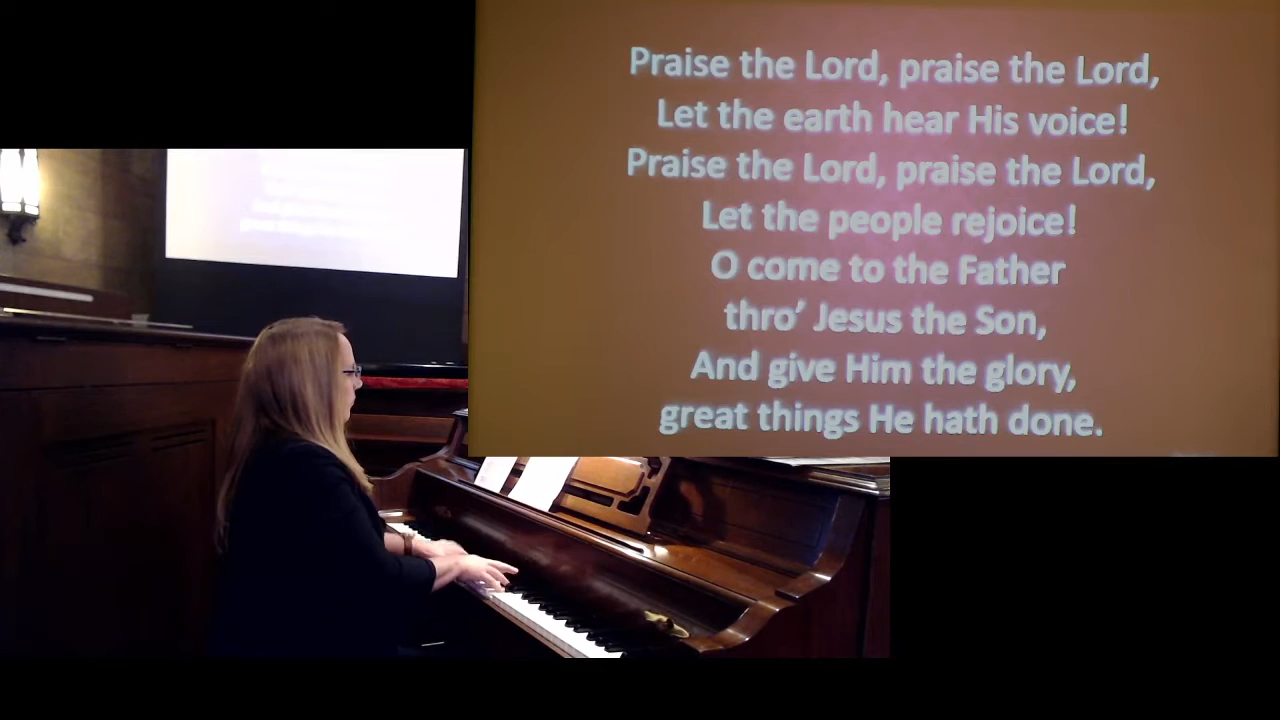 Praise the Lord, praise the Lord,
Let the earth hear His voice!
Praise the Lord, praise the Lord,
Let the people rejoice!
O come to the Father
thro’ Jesus the Son,
And give Him the glory,
great things He hath done.